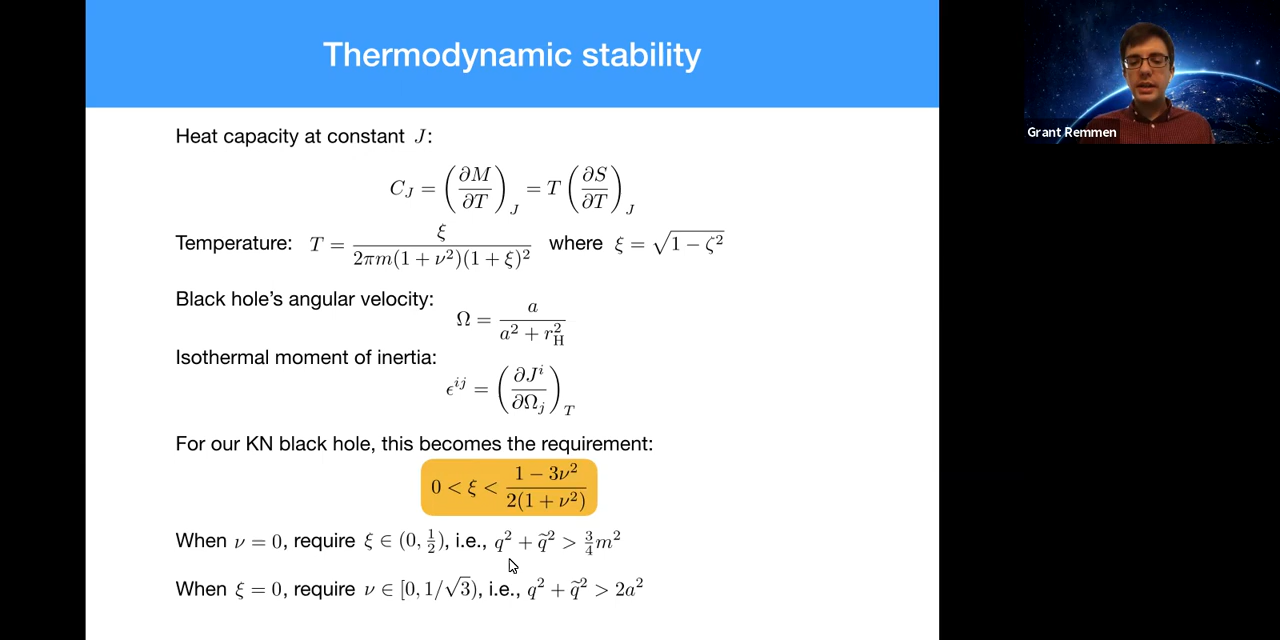 Thermodynamic stability
Grant Remmen
Heat capacity at constant J:
C_J = (∂M/∂T)_J = T (∂S/∂T)_J
Temperature: T = ξ / 2πm(1 + ν²)(1 + ξ)² where ξ = √(1 − ζ²)
Black hole's angular velocity:
Ω = a / (a² + r_H²)
Isothermal moment of inertia:
ϵ^{ij} = (∂J^i/∂Ω_j)_T
For our KN black hole, this becomes the requirement:
0 < ξ < (1 − 3ν²) / 2(1 + ν²)
When ν = 0, require ξ ∈ (0, ½), i.e., q² + q̃² > ¾m²
When ξ = 0, require ν ∈ [0, 1/√3), i.e., q² + q̃² > 2a²